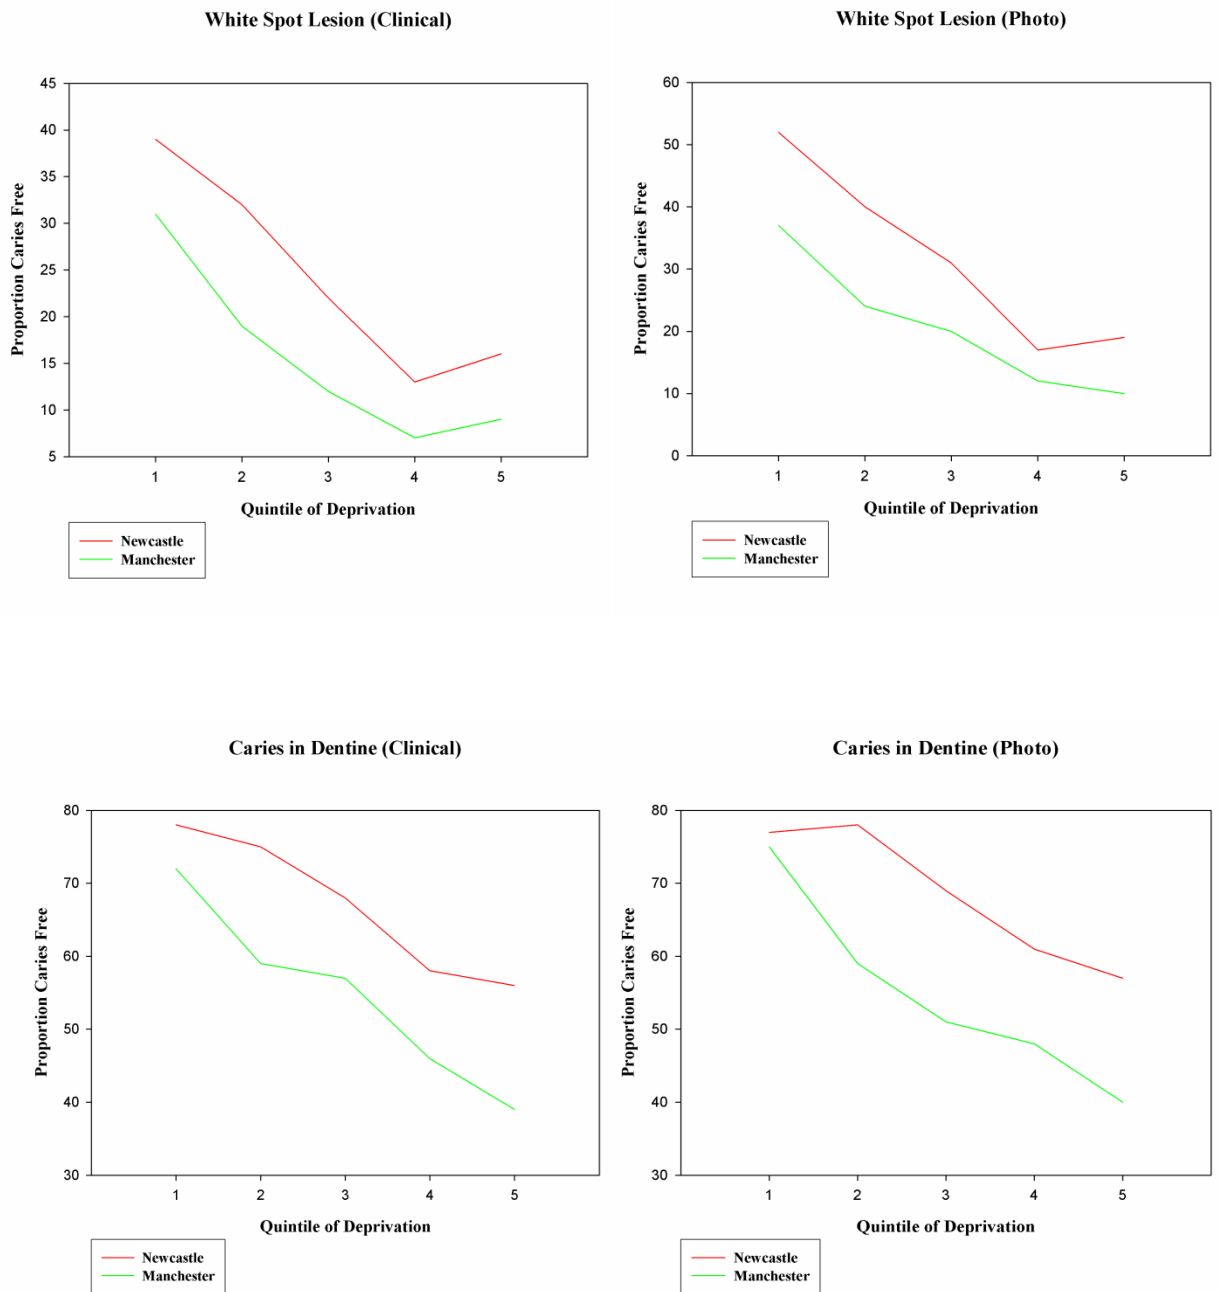 White Spot Lesion (Clinical)
45
40
35
30
25
20
15
10
5
Proportion Caries Free
1 2 3 4 5
Quintile of Deprivation
Newcastle
Manchester
White Spot Lesion (Photo)
60
50
40
30
20
10
0
Proportion Caries Free
1 2 3 4 5
Quintile of Deprivation
Newcastle
Manchester
Caries in Dentine (Clinical)
80
70
60
50
40
30
Proportion Caries Free
1 2 3 4 5
Quintile of Deprivation
Newcastle
Manchester
Caries in Dentine (Photo)
80
70
60
50
40
30
Proportion Caries Free
1 2 3 4 5
Quintile of Deprivation
Newcastle
Manchester